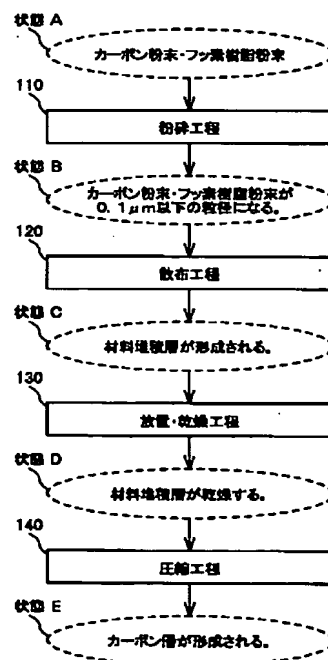 状態 A
カーボン粉末・フッ素樹脂粉末
110
粉砕工程
状態 B
カーボン粉末・フッ素樹脂粉末が
0.1μm以下の粒径になる。
120
散布工程
状態 C
材料堆積層が形成される。
130
放置・乾燥工程
状態 D
材料堆積層が乾燥する。
140
圧縮工程
状態 E
カーボン層が形成される。